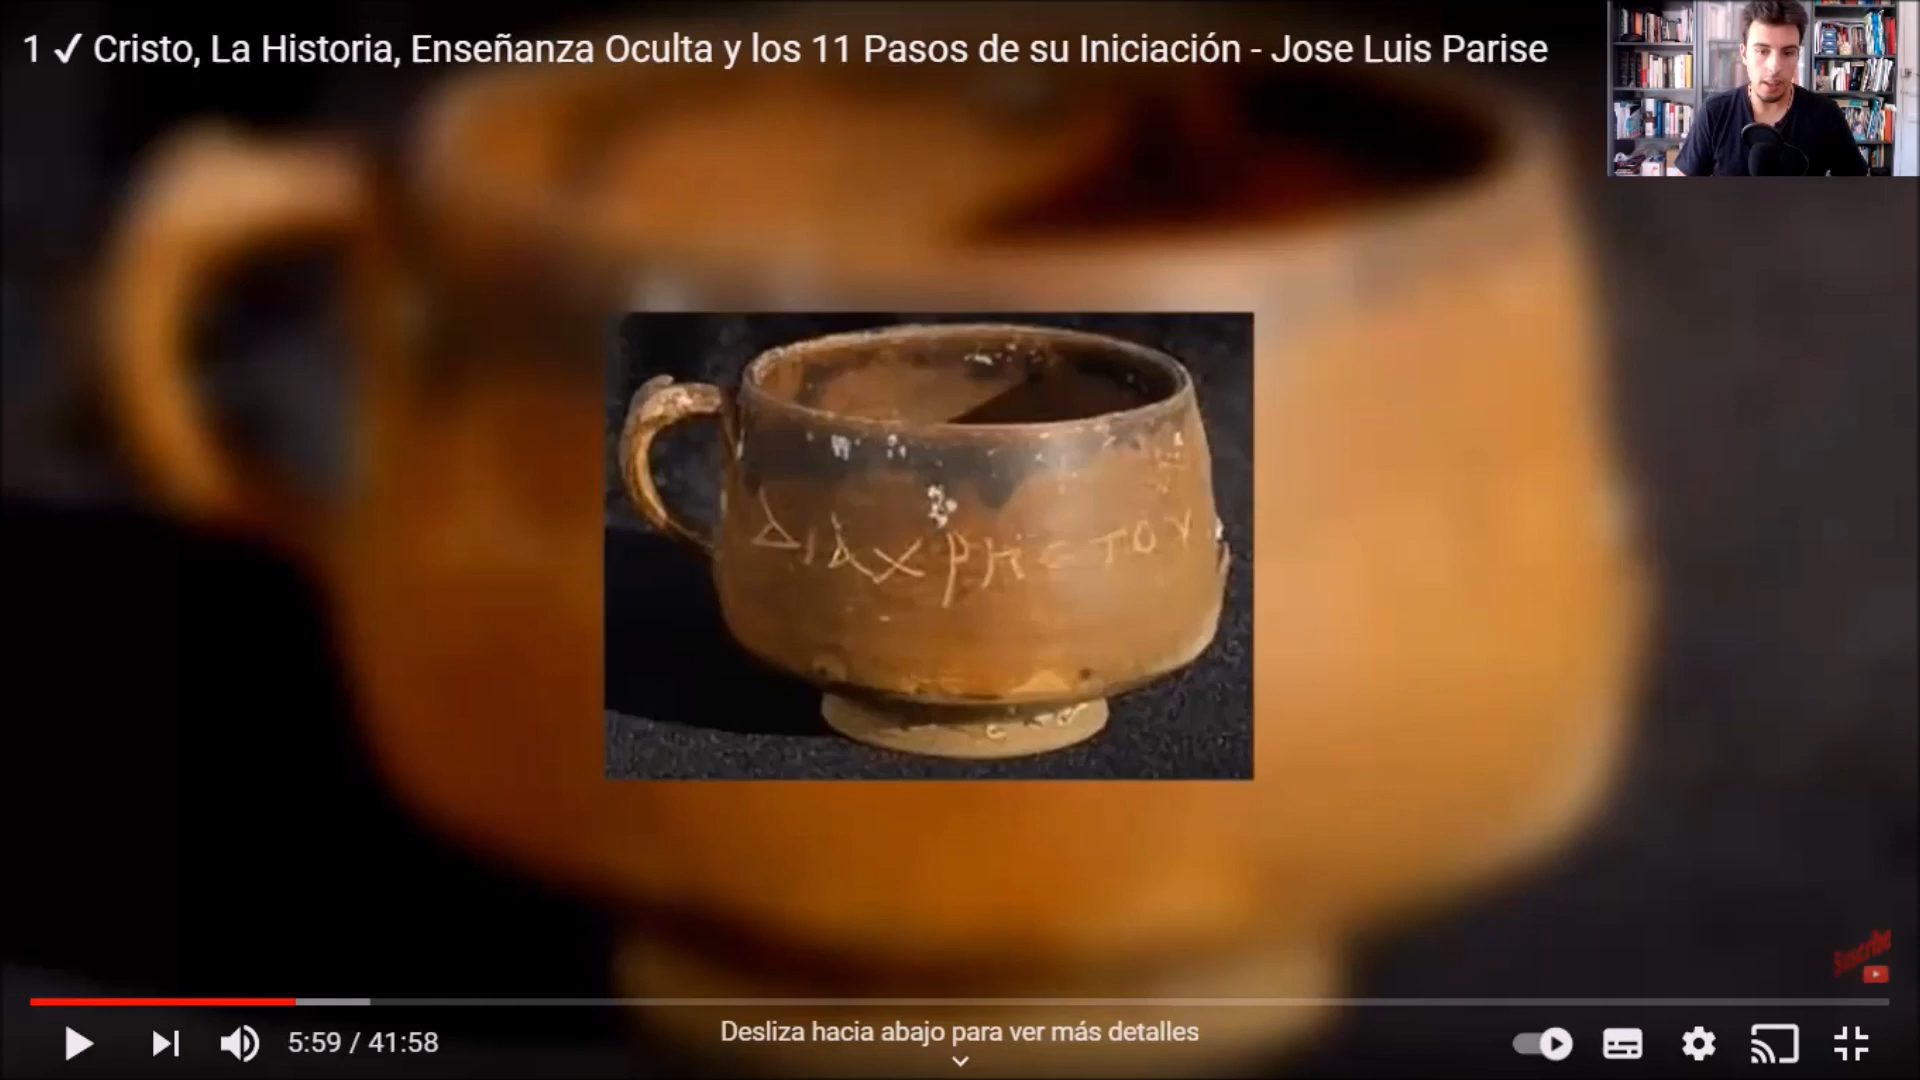 1 ✓ Cristo, La Historia, Enseñanza Oculta y los 11 Pasos de su Iniciación - Jose Luis Parise
ΔΙΑΧΡΗϹΤΟΥ
Suscribe
5:59 / 41:58
Desliza hacia abajo para ver más detalles